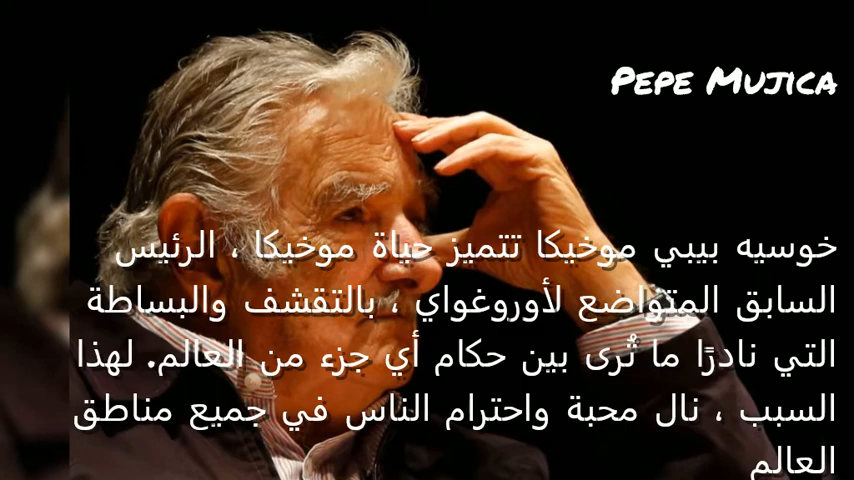 Pepe Mujica
خوسيه بيبي موخيكا تتميز حياة موخيكا ، الرئيس
السابق المتواضع لأوروغواي ، بالتقشف والبساطة
التي نادرًا ما تُرى بين حكام أي جزء من العالم. لهذا
السبب ، نال محبة واحترام الناس في جميع مناطق
العالم